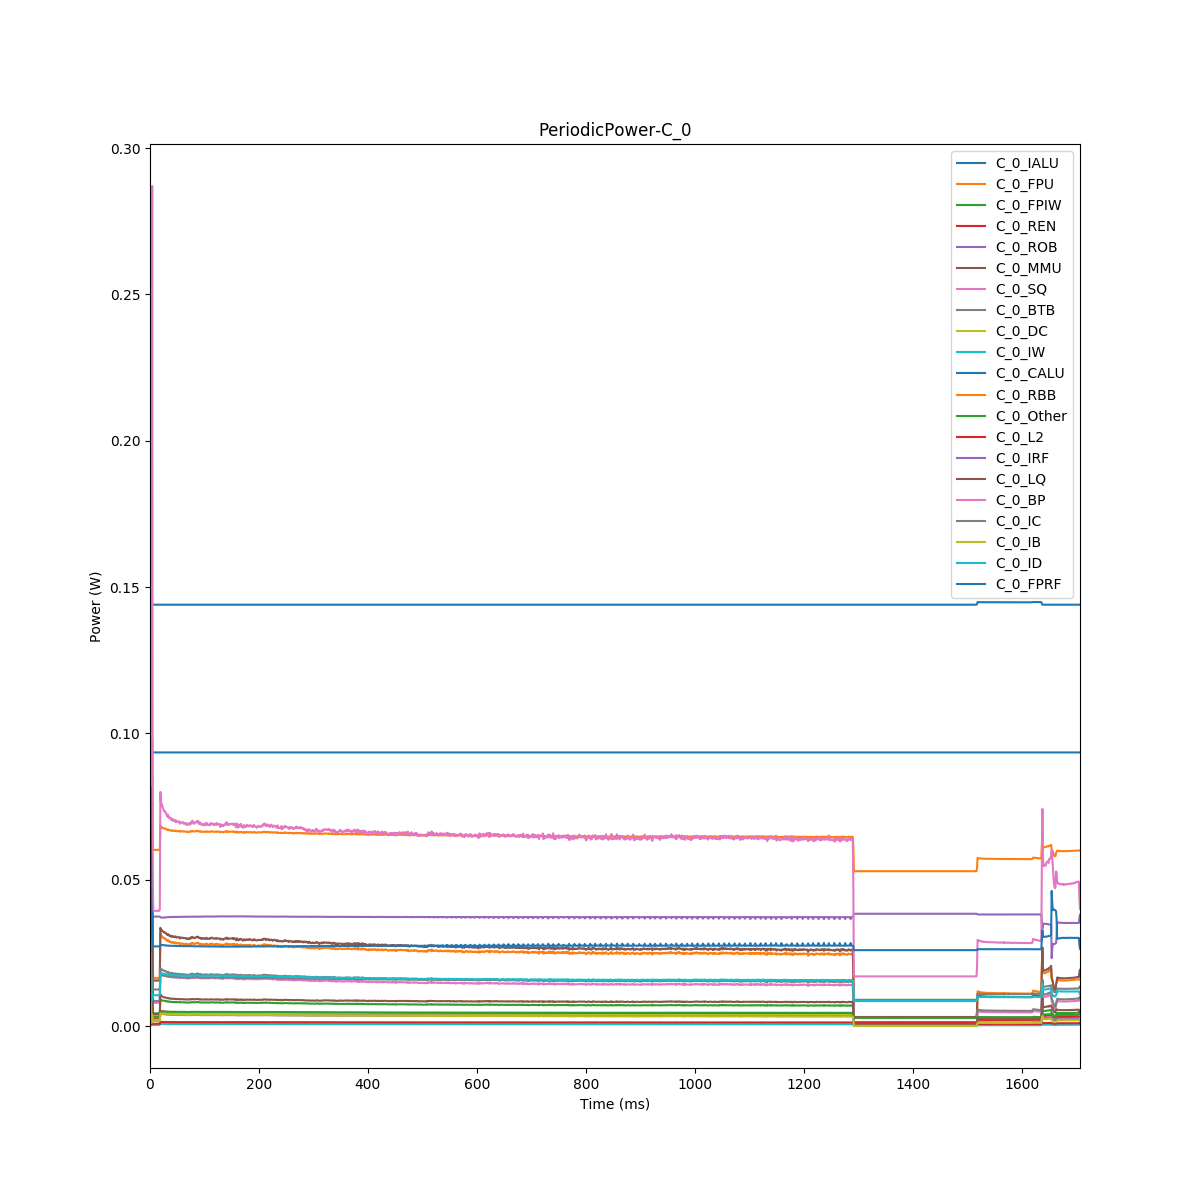 PeriodicPower-C_0
0.30
0.25
0.20
0.15
0.10
0.05
0.00
Power (W)
C_0_IALU
C_0_FPU
C_0_FPIW
C_0_REN
C_0_ROB
C_0_MMU
C_0_SQ
C_0_BTB
C_0_DC
C_0_IW
C_0_CALU
C_0_RBB
C_0_Other
C_0_L2
C_0_IRF
C_0_LQ
C_0_BP
C_0_IC
C_0_IB
C_0_ID
C_0_FPRF
0 200 400 600 800 1000 1200 1400 1600
Time (ms)